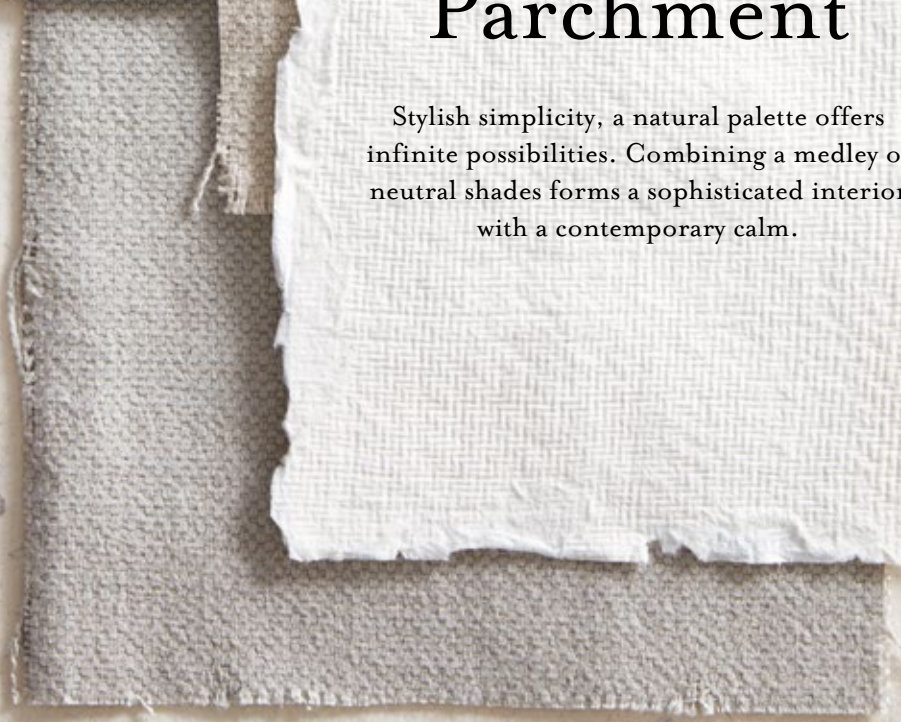 Parchment
Stylish simplicity, a natural palette offers
infinite possibilities. Combining a medley o
neutral shades forms a sophisticated interior
with a contemporary calm.